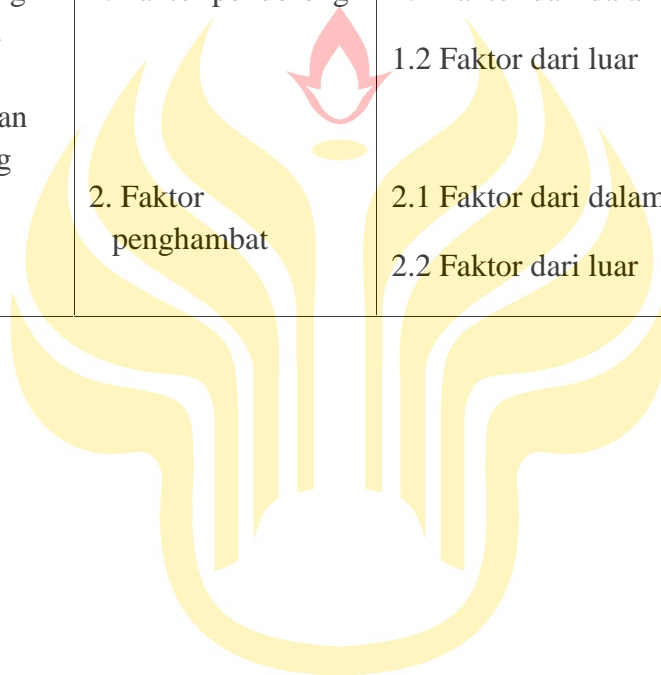 1.2 Faktor dari luar
2. Faktor
penghambat
2.1 Faktor dari dalam
2.2 Faktor dari luar